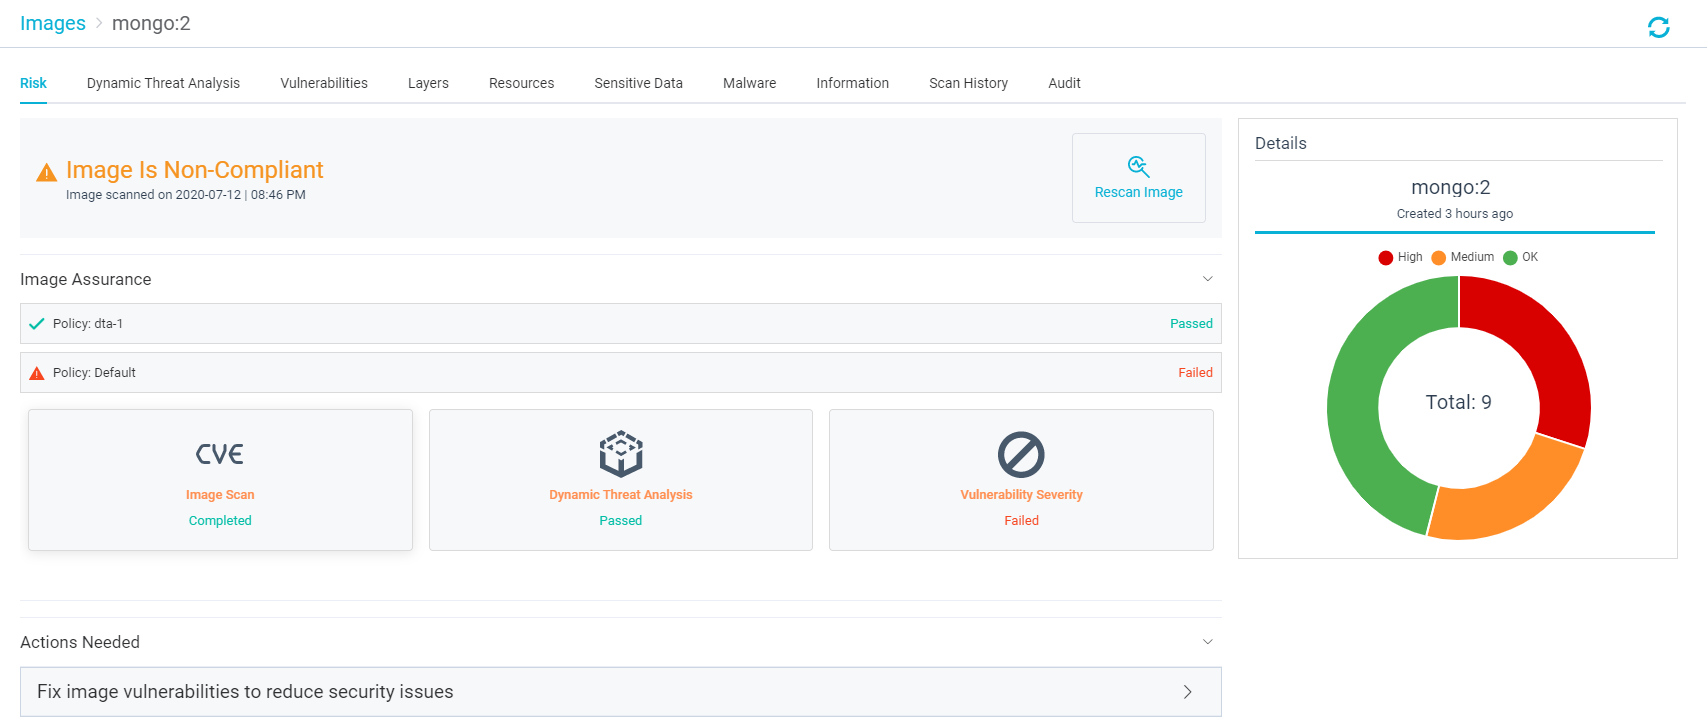 Images > mongo:2
Risk Dynamic Threat Analysis Vulnerabilities Layers Resources Sensitive Data Malware Information Scan History Audit
Image Is Non-Compliant
Image scanned on 2020-07-12 | 08:46 PM
Rescan Image
Image Assurance
Policy: dta-1 Passed
Policy: Default Failed
CVE
Image Scan
Completed
Dynamic Threat Analysis
Passed
Vulnerability Severity
Failed
Actions Needed
Fix image vulnerabilities to reduce security issues
Details
mongo:2
Created 3 hours ago
High Medium OK
Total: 9